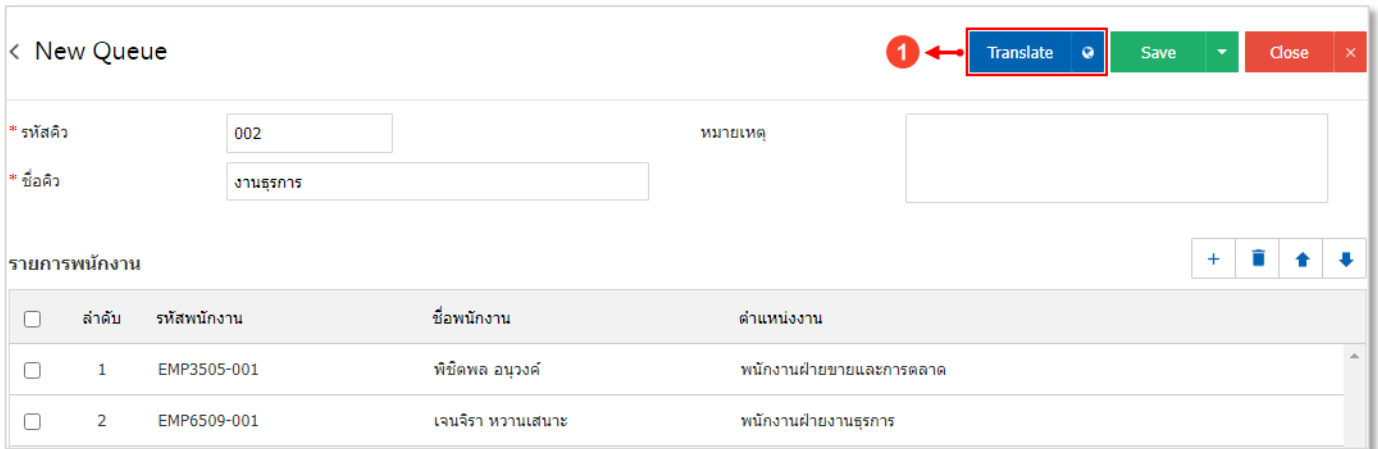 New Queue
1
Translate
Save
Close
* รหัสคิว 002 หมายเหตุ
* ชื่อคิว งานธุรการ
รายการพนักงาน
ลำดับ รหัสพนักงาน ชื่อพนักงาน ตำแหน่งงาน
1 EMP3505-001 พิชิตพล อนุวงค์ พนักงานฝ่ายขายและการตลาด
2 EMP6509-001 เจนจิรา หวานเสนาะ พนักงานฝ่ายงานธุรการ